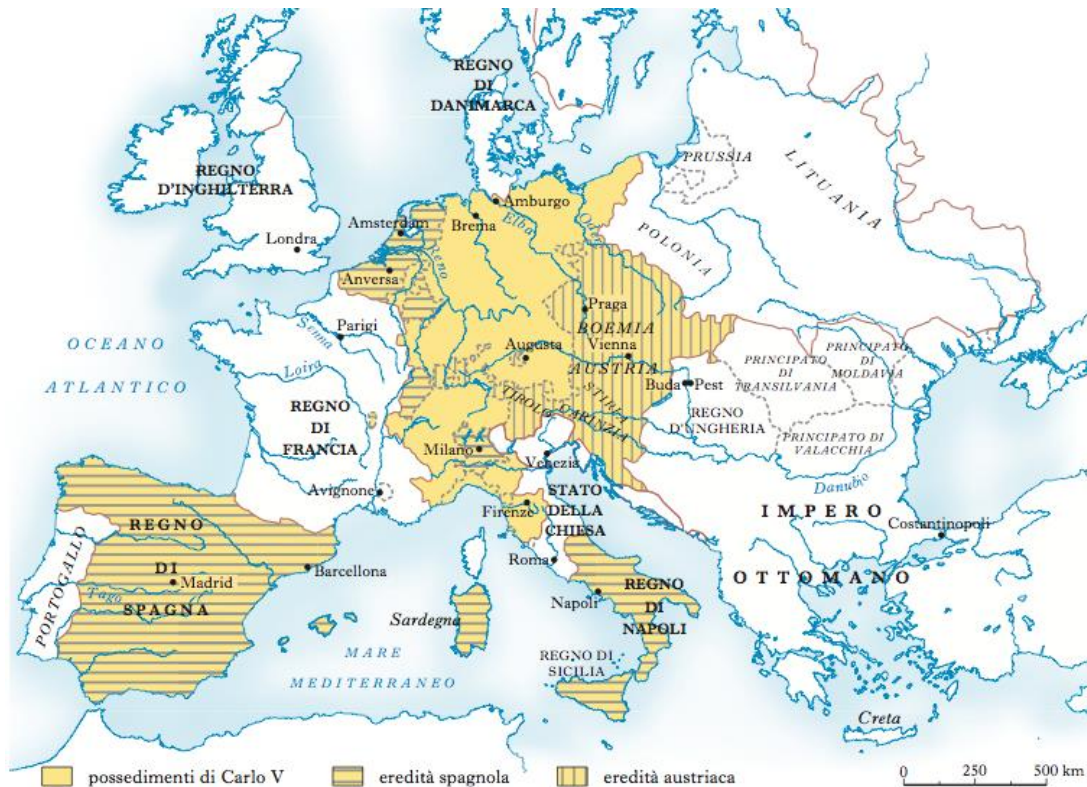 REGNO
DI
DANIMARCA
REGNO
D'INGHILTERRA
Londra
PRUSSIA
LITUANIA
POLONIA
Amburgo
Brema
Elba
Oder
Amsterdam
Reno
Anversa
Parigi
Senna
Loira
Praga
BOEMIA
Vienna
Augusta
AUSTRIA
STIRIA
TIROLO
CARINZIA
Buda
Pest
REGNO
D'UNGHERIA
PRINCIPATO
DI
TRANSILVANIA
PRINCIPATO
DI
MOLDAVIA
PRINCIPATO DI
VALACCHIA
OCEANO
ATLANTICO
REGNO
DI
FRANCIA
Milano
Venezia
Avignone
Firenze
STATO
DELLA
CHIESA
Danubio
IMPERO
OTTOMANO
Costantinopoli
PORTOGALLO
REGNO
DI
SPAGNA
Madrid
Tago
Barcellona
Roma
Sardegna
Napoli
REGNO
DI
NAPOLI
REGNO DI
SICILIA
MARE
MEDITERRANEO
Creta
possedimenti di Carlo V
eredità spagnola
eredità austriaca
0 250 500 km